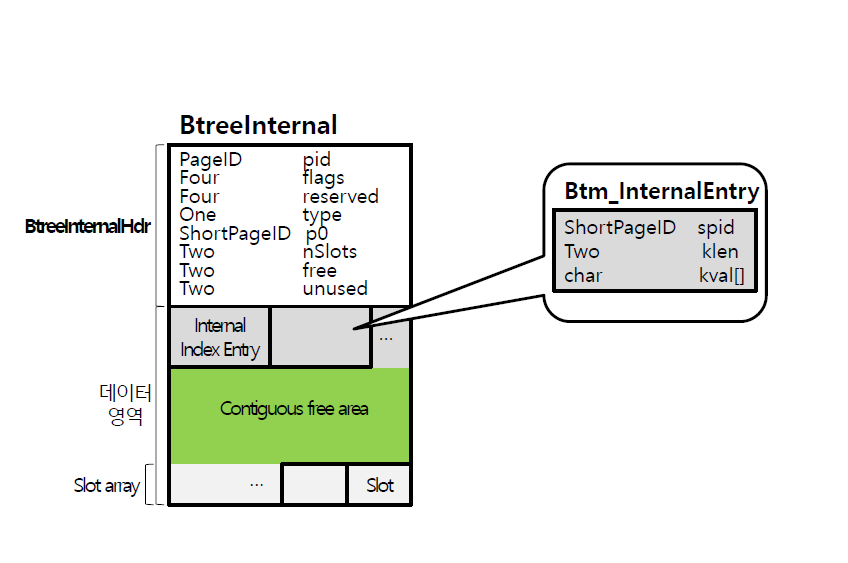 BtreeInternal
BtreeInternalHdr
PageID pid
Four flags
Four reserved
One type
ShortPageID p0
Two nSlots
Two free
Two unused
Btm_InternalEntry
ShortPageID spid
Two klen
char kval[]
Internal
Index Entry
...
데이터
영역
Contiguous free area
Slot array
...
Slot